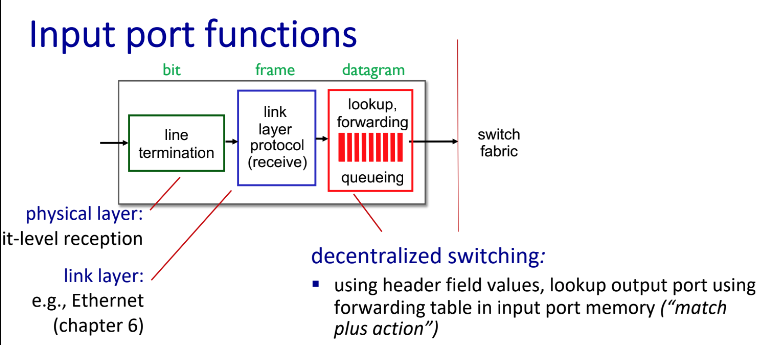 Input port functions
bit
frame
datagram
line
termination
link
layer
protocol
(receive)
lookup,
forwarding
queueing
switch
fabric
physical layer:
it-level reception
link layer:
e.g., Ethernet
(chapter 6)
decentralized switching:
▪ using header field values, lookup output port using
forwarding table in input port memory (“match
plus action”)